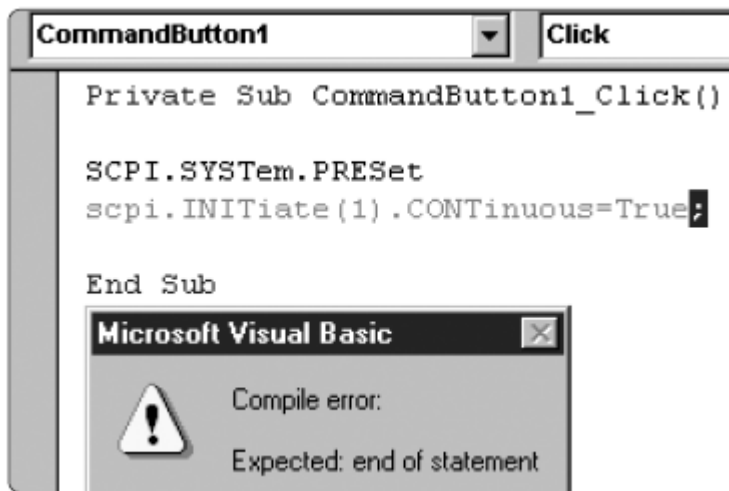 CommandButton1
Click
Private Sub CommandButton1_Click()
SCPI.SYSTem.PRESet
scpi.INITiate(1).CONTinuous=True;
End Sub
Microsoft Visual Basic
Compile error:
Expected: end of statement